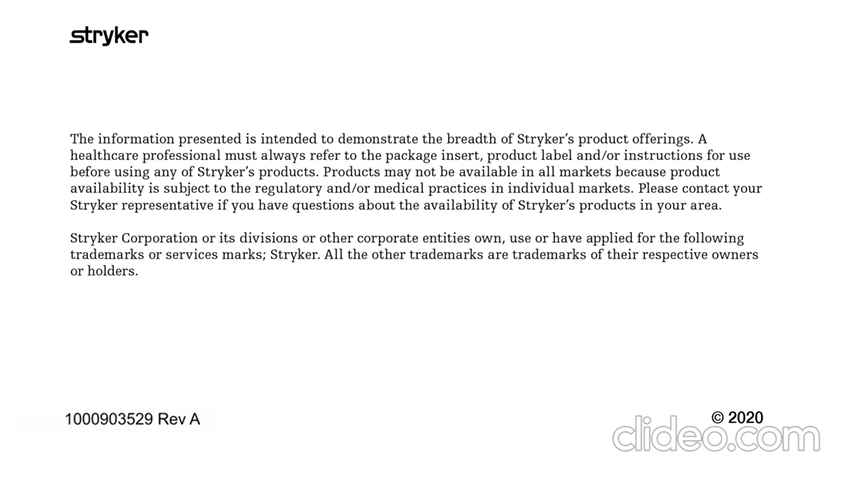 stryker
The information presented is intended to demonstrate the breadth of Stryker's product offerings. A
healthcare professional must always refer to the package insert, product label and/or instructions for use
before using any of Stryker's products. Products may not be available in all markets because product
availability is subject to the regulatory and/or medical practices in individual markets. Please contact your
Stryker representative if you have questions about the availability of Stryker's products in your area.
Stryker Corporation or its divisions or other corporate entities own, use or have applied for the following
trademarks or services marks; Stryker. All the other trademarks are trademarks of their respective owners
or holders.
1000903529 Rev A
© 2020
clideo.com